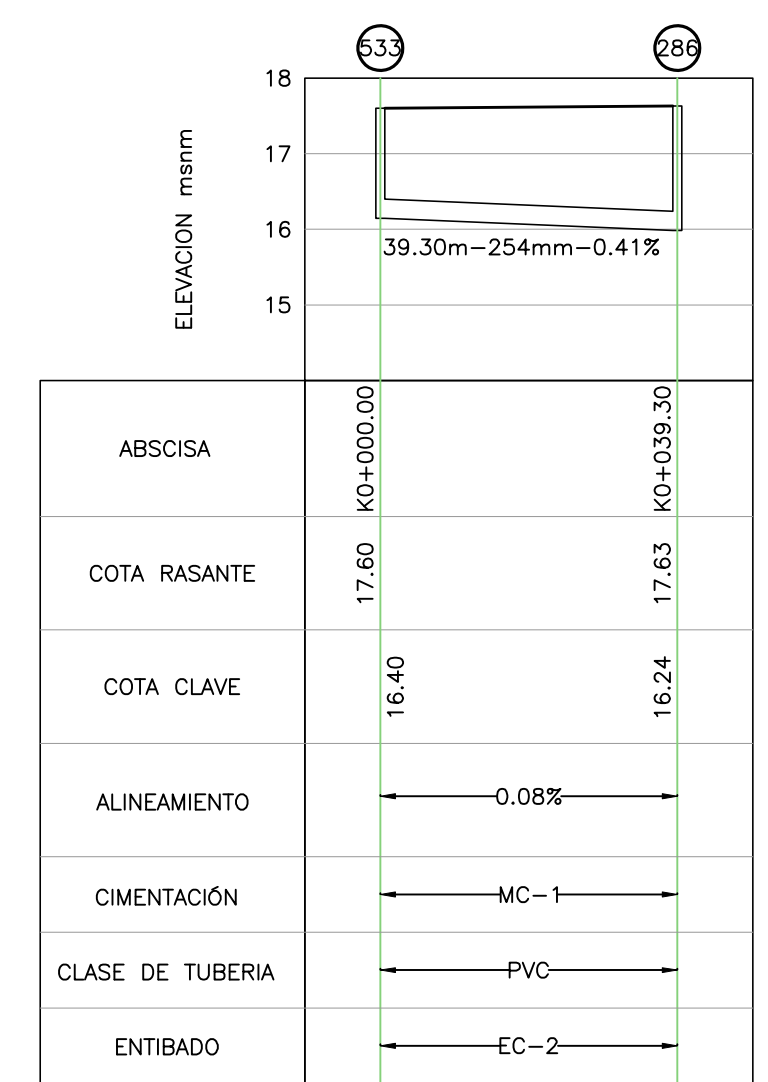 533 286
18
17
16
15
ELEVACION msnm
39.30m-254mm-0.41%
ABSCISA K0+000.00 K0+039.30
COTA RASANTE 17.60 17.63
COTA CLAVE 16.40 16.24
ALINEAMIENTO 0.08%
CIMENTACIÓN MC-1
CLASE DE TUBERIA PVC
ENTIBADO EC-2